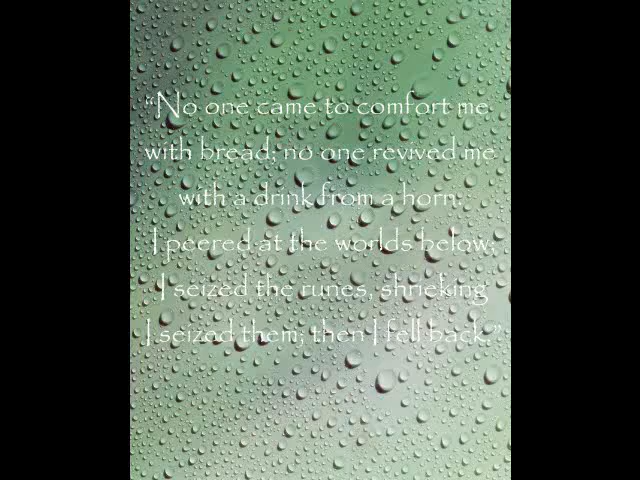 “No one came to comfort me
with bread; no one revived me
with a drink from a horn.
I peered at the worlds below;
I seized the runes, shrieking
I seized them; then I fell back.”